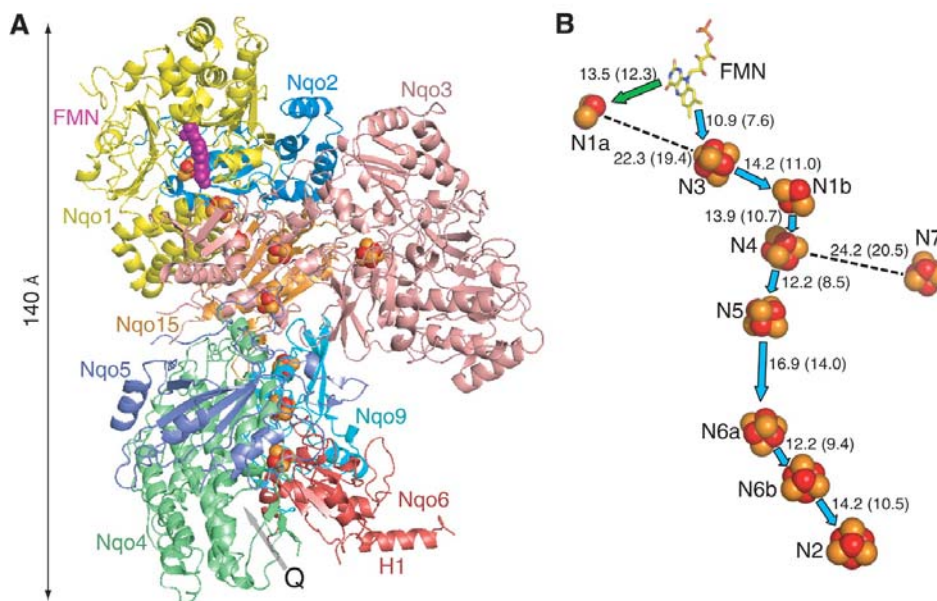 A
140 Å
Nqo2
Nqo3
FMN
Nqo1
Nqo15
Nqo5
Nqo9
Nqo6
Nqo4
Q
H1
B
FMN
13.5 (12.3)
N1a
10.9 (7.6)
22.3 (19.4)
N3
14.2 (11.0)
N1b
13.9 (10.7)
N4
24.2 (20.5)
N7
12.2 (8.5)
N5
16.9 (14.0)
N6a
12.2 (9.4)
N6b
14.2 (10.5)
N2